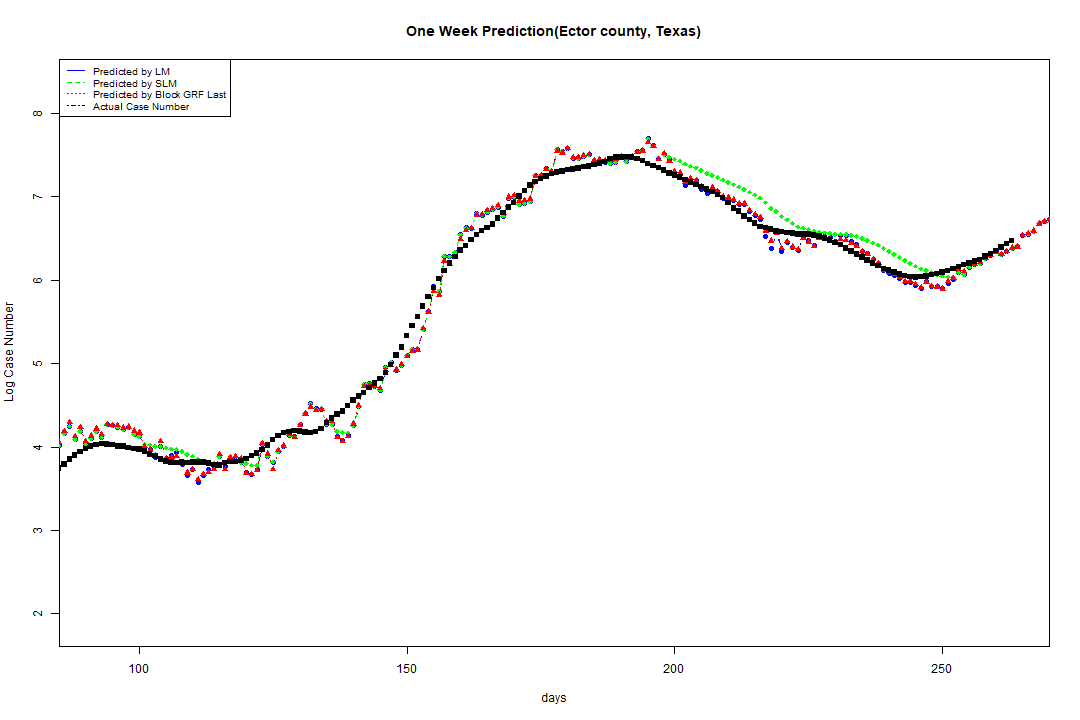 One Week Prediction(Ector county, Texas)
Predicted by LM
Predicted by SLM
Predicted by Block GRF Last
Actual Case Number
8
7
6
5
4
3
2
Log Case Number
100 150 200 250
days